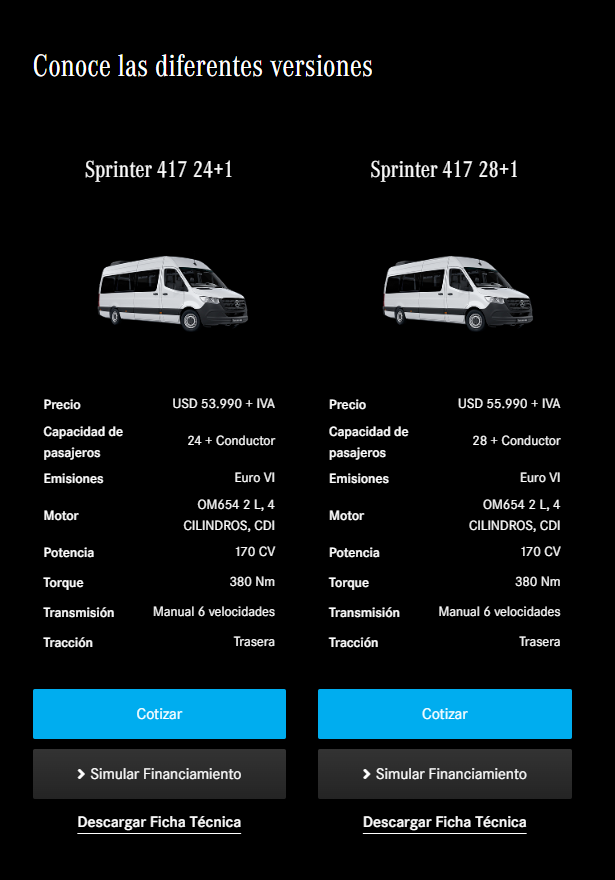 Conoce las diferentes versiones
Sprinter 417 24+1
Precio USD 53.990 + IVA
Capacidad de
pasajeros
24 + Conductor
Emisiones Euro VI
Motor
OM654 2 L, 4
CILINDROS, CDI
Potencia 170 CV
Torque 380 Nm
Transmisión Manual 6 velocidades
Tracción Trasera
Cotizar
Simular Financiamiento
Descargar Ficha Técnica
Sprinter 417 28+1
Precio USD 55.990 + IVA
Capacidad de
pasajeros
28 + Conductor
Emisiones Euro VI
Motor
OM654 2 L, 4
CILINDROS, CDI
Potencia 170 CV
Torque 380 Nm
Transmisión Manual 6 velocidades
Tracción Trasera
Cotizar
Simular Financiamiento
Descargar Ficha Técnica